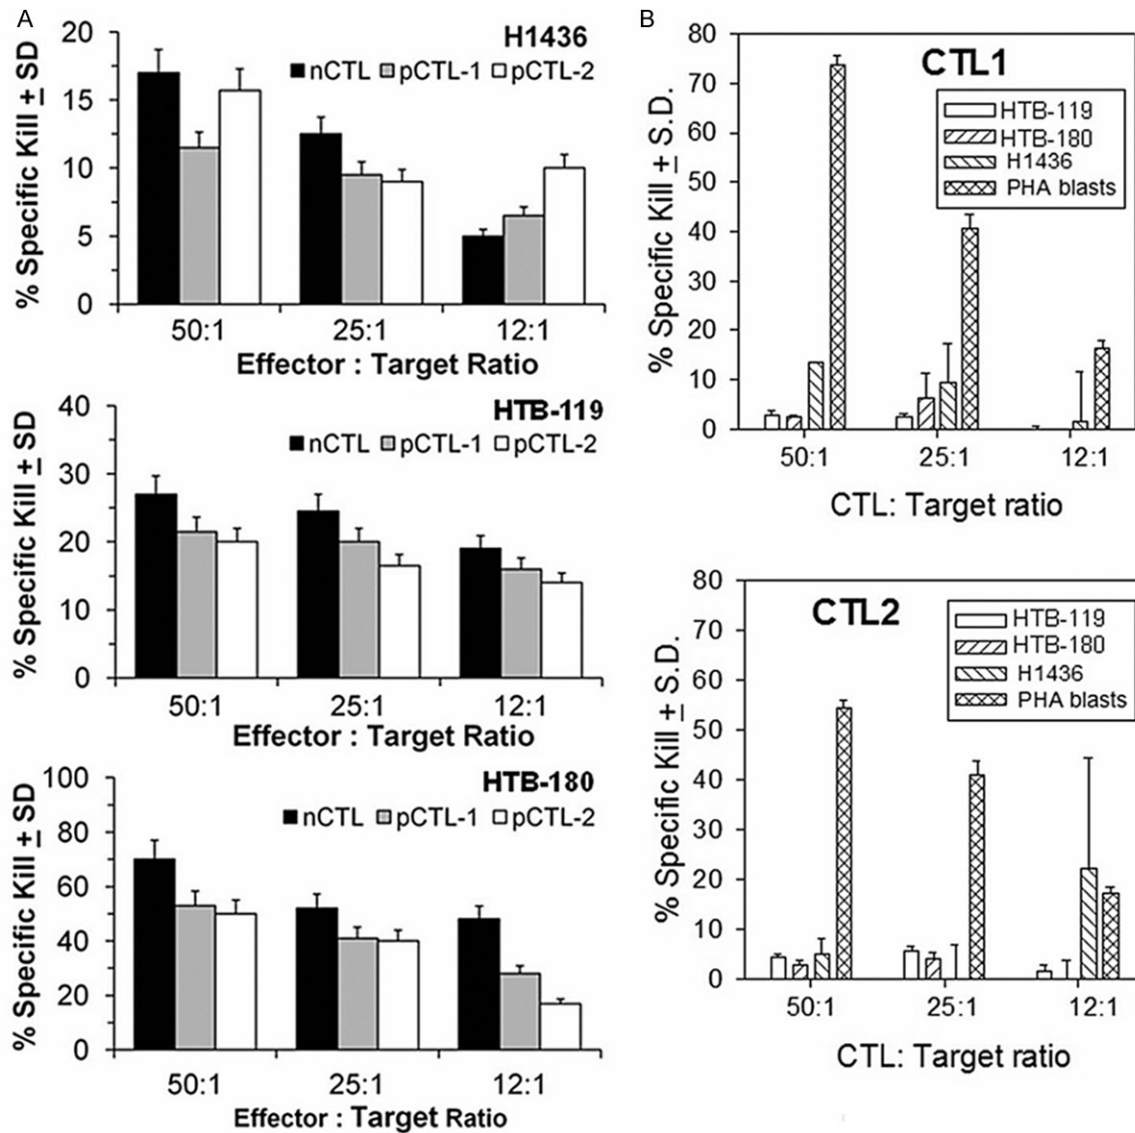 A
H1436
nCTL pCTL-1 pCTL-2
% Specific Kill ± SD
20
15
10
5
0
50:1 25:1 12:1
Effector : Target Ratio
HTB-119
nCTL pCTL-1 pCTL-2
% Specific Kill ± SD
40
30
20
10
0
50:1 25:1 12:1
Effector : Target Ratio
HTB-180
nCTL pCTL-1 pCTL-2
% Specific Kill ± SD
100
80
60
40
20
0
50:1 25:1 12:1
Effector : Target Ratio
B
CTL1
HTB-119
HTB-180
H1436
PHA blasts
% Specific Kill ± S.D.
80
70
60
50
40
30
20
10
0
50:1 25:1 12:1
CTL: Target ratio
CTL2
HTB-119
HTB-180
H1436
PHA blasts
% Specific Kill ± S.D.
80
70
60
50
40
30
20
10
0
50:1 25:1 12:1
CTL: Target ratio